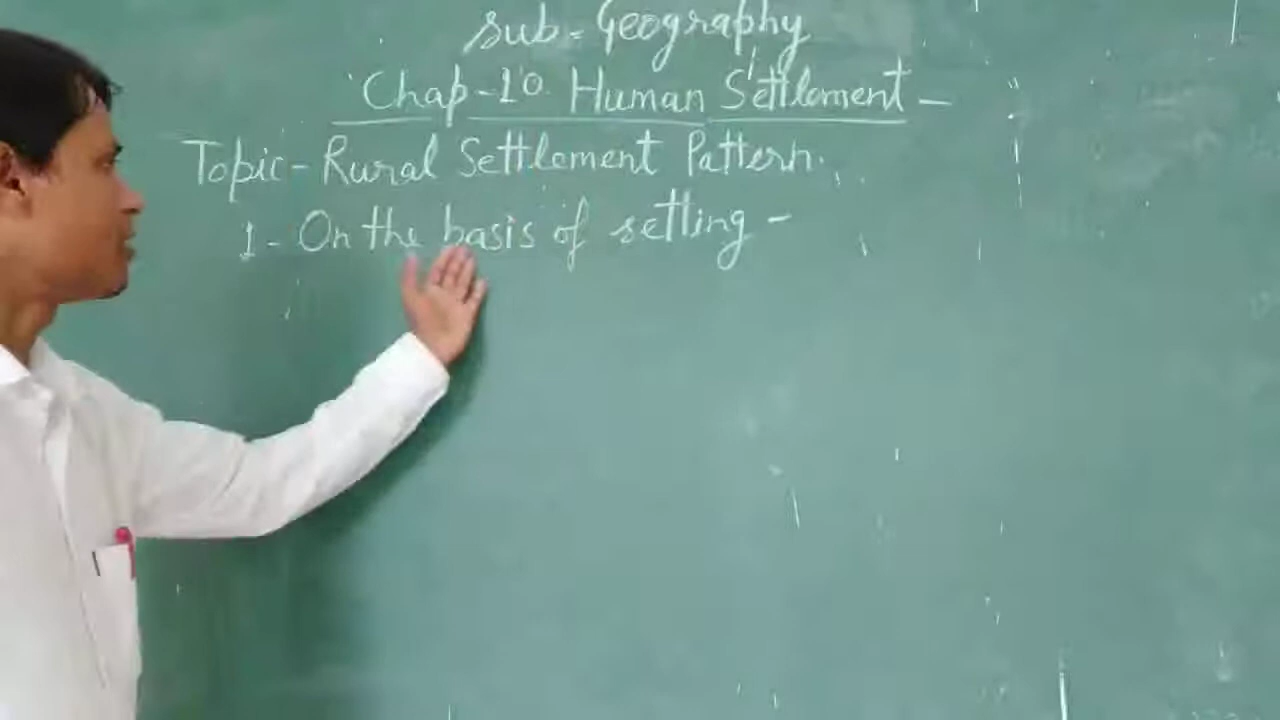 Sub = Geography
Chap-10. Human Settlement -
Topic - Rural Settlement Pattern.
1 - On the basis of setting -